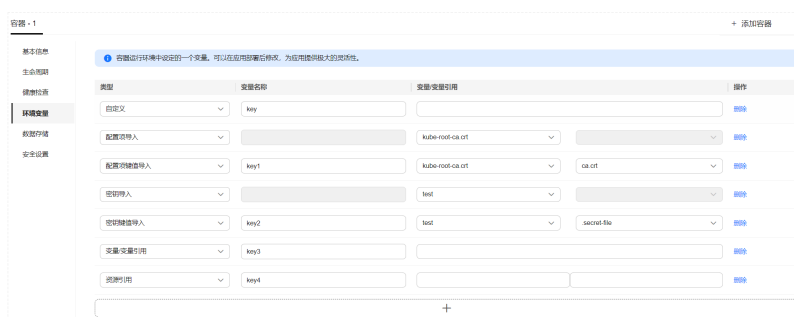 容器 - 1
+ 添加容器
基本信息
生命周期
健康检查
环境变量
数据存储
安全设置
容器运行环境中设定的一个变量。可以在应用部署后修改，为应用提供极大的灵活性。
类型 变量名称 变量/变量引用 操作
自定义 key 删除
配置项导入 kube-root-ca.crt 删除
配置项键值导入 key1 kube-root-ca.crt ca.crt 删除
密钥导入 test 删除
密钥键值导入 key2 test .secret-file 删除
变量/变量引用 key3 删除
资源引用 key4 删除
+